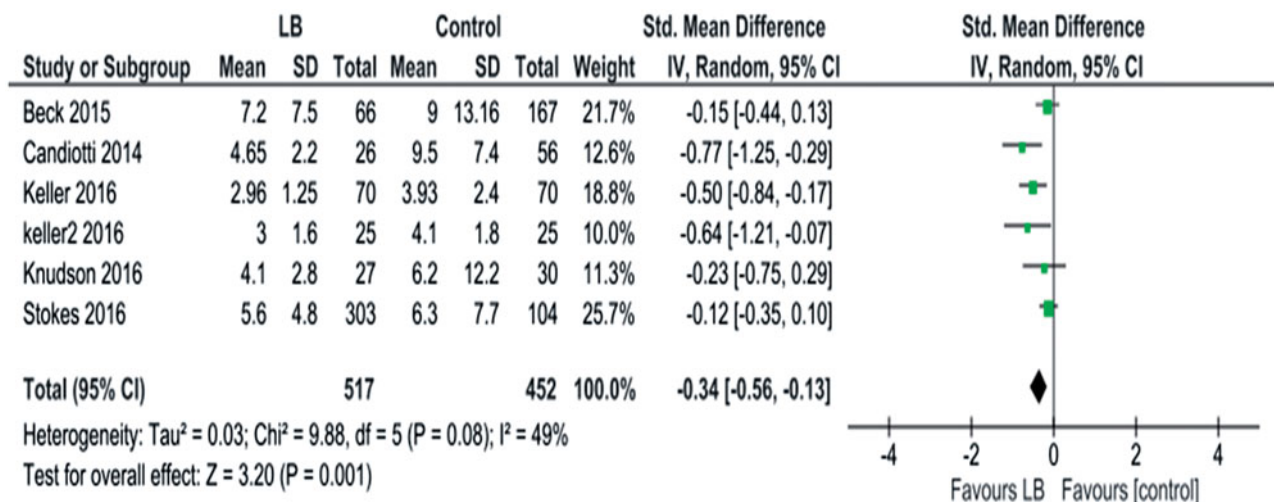 LB Control Std. Mean Difference Std. Mean Difference
Study or Subgroup Mean SD Total Mean SD Total Weight IV, Random, 95% CI IV, Random, 95% CI
Beck 2015 7.2 7.5 66 9 13.16 167 21.7% -0.15 [-0.44, 0.13]
Candiotti 2014 4.65 2.2 26 9.5 7.4 56 12.6% -0.77 [-1.25, -0.29]
Keller 2016 2.96 1.25 70 3.93 2.4 70 18.8% -0.50 [-0.84, -0.17]
keller2 2016 3 1.6 25 4.1 1.8 25 10.0% -0.64 [-1.21, -0.07]
Knudson 2016 4.1 2.8 27 6.2 12.2 30 11.3% -0.23 [-0.75, 0.29]
Stokes 2016 5.6 4.8 303 6.3 7.7 104 25.7% -0.12 [-0.35, 0.10]
Total (95% CI) 517 452 100.0% -0.34 [-0.56, -0.13]
Heterogeneity: Tau² = 0.03; Chi² = 9.88, df = 5 (P = 0.08); I² = 49%
Test for overall effect: Z = 3.20 (P = 0.001)
-4 -2 0 2 4
Favours LB Favours [control]